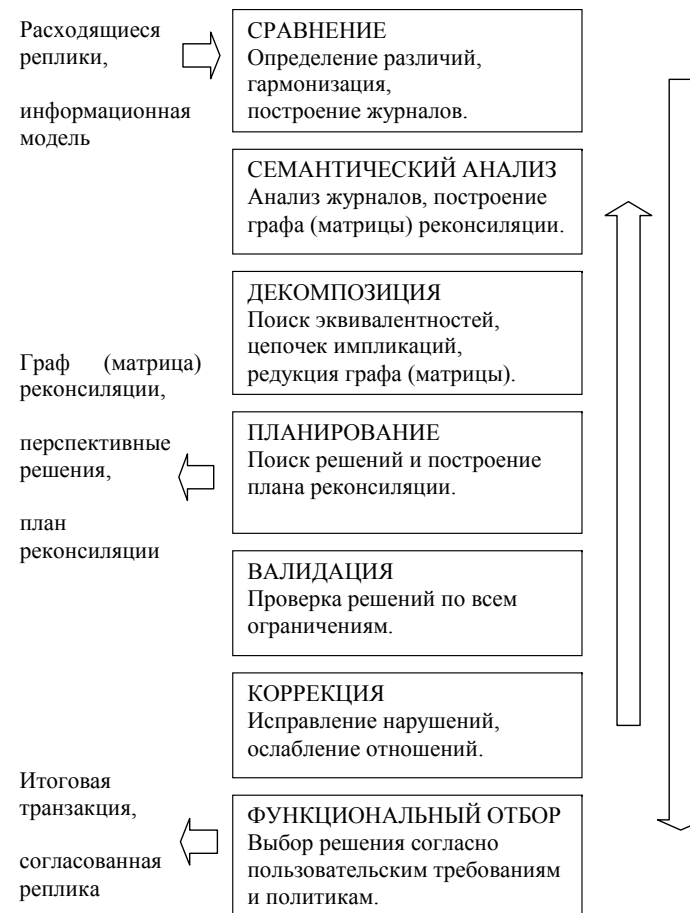 Расходящиеся
реплики,
информационная
модель
СРАВНЕНИЕ
Определение различий,
гармонизация,
построение журналов.
СЕМАНТИЧЕСКИЙ АНАЛИЗ
Анализ журналов, построение
графа (матрицы) реконсиляции.
ДЕКОМПОЗИЦИЯ
Поиск эквивалентностей,
цепочек импликаций,
редукция графа (матрицы).
Граф (матрица)
реконсиляции,
перспективные
решения,
план
реконсиляции
ПЛАНИРОВАНИЕ
Поиск решений и построение
плана реконсиляции.
ВАЛИДАЦИЯ
Проверка решений по всем
ограничениям.
КОРРЕКЦИЯ
Исправление нарушений,
ослабление отношений.
Итоговая
транзакция,
согласованная
реплика
ФУНКЦИОНАЛЬНЫЙ ОТБОР
Выбор решения согласно
пользовательским требованиям
и политикам.